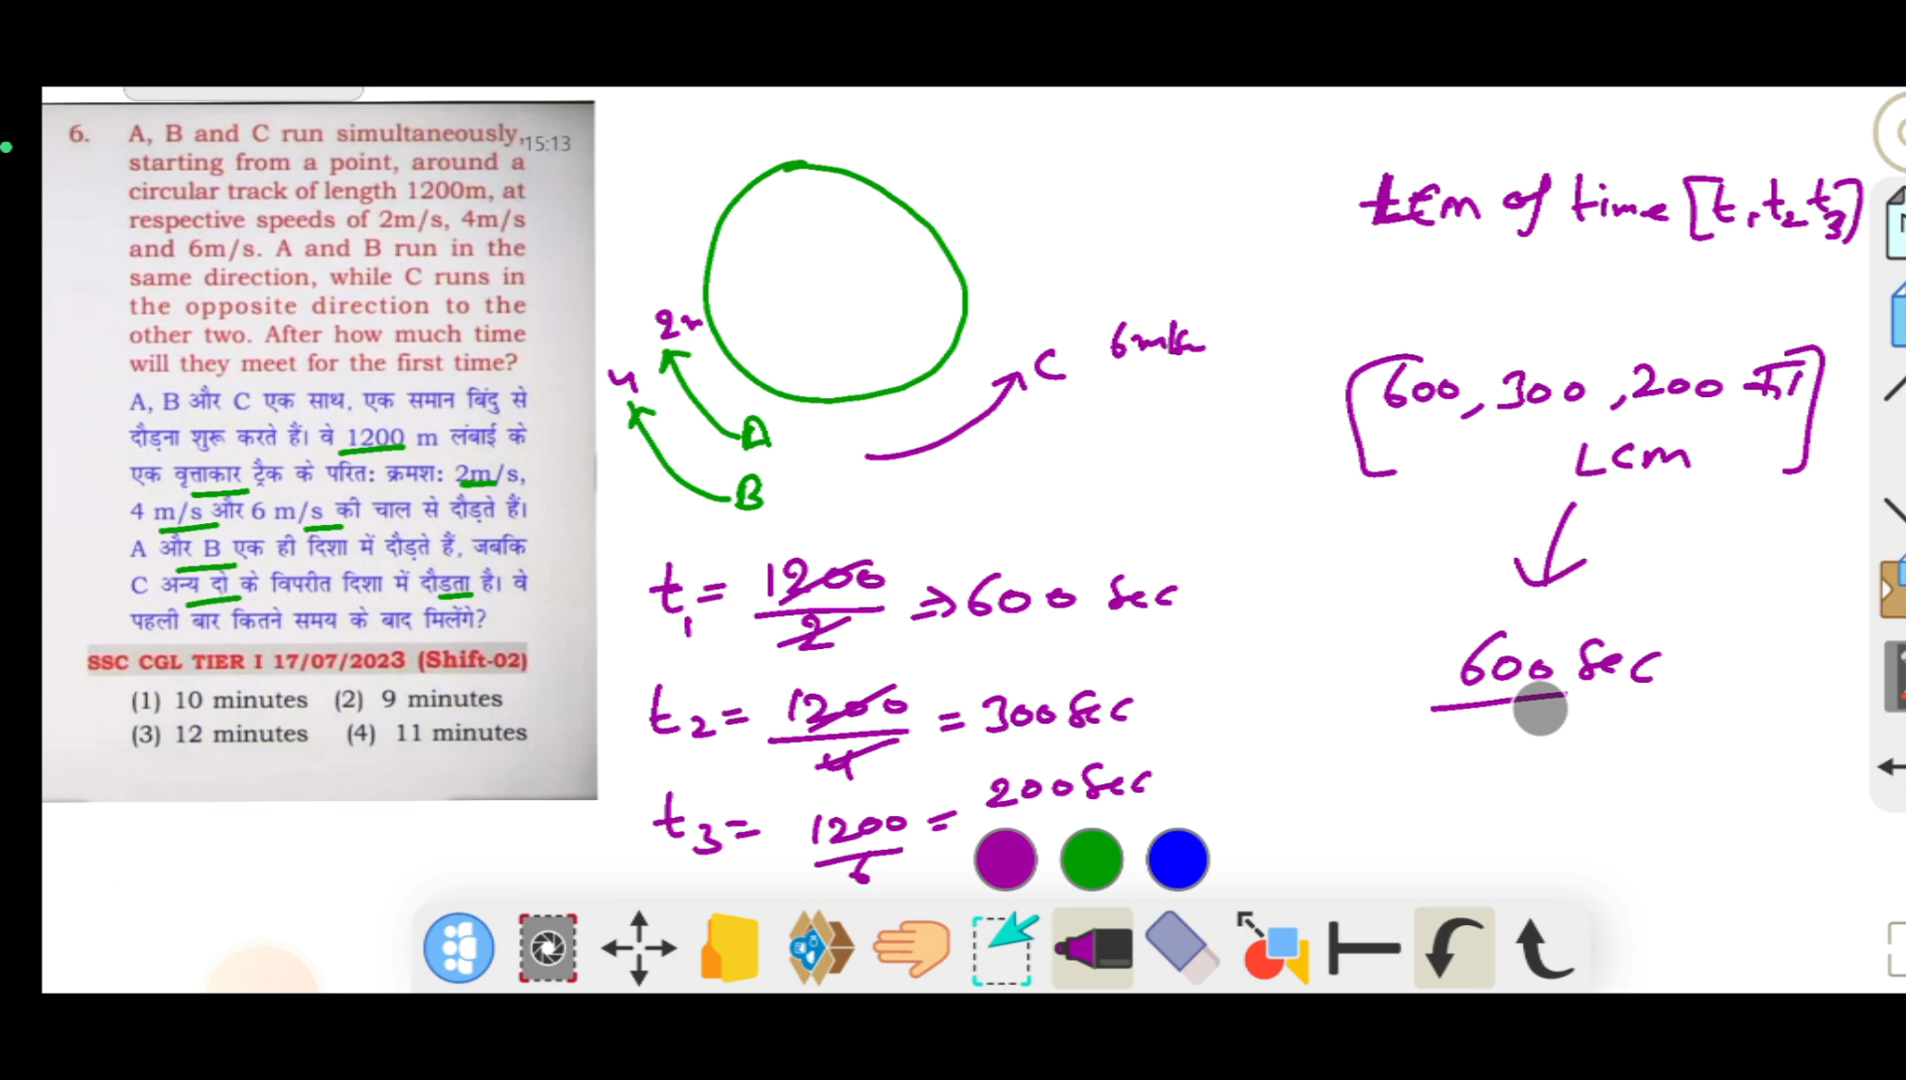 6. A, B and C run simultaneously, 15:13
starting from a point, around a
circular track of length 1200m, at
respective speeds of 2m/s, 4m/s
and 6m/s. A and B run in the
same direction, while C runs in
the opposite direction to the
other two. After how much time
will they meet for the first time?
A, B और C एक साथ, एक समान बिंदु से
दौड़ना शुरू करते हैं। वे 1200 m लंबाई के
एक वृत्ताकार ट्रैक के परित: क्रमश: 2m/s,
4 m/s और 6 m/s की चाल से दौड़ते हैं।
A और B एक ही दिशा में दौड़ते हैं, जबकि
C अन्य दो के विपरीत दिशा में दौड़ता है। वे
पहली बार कितने समय के बाद मिलेंगे?
SSC CGL TIER I 17/07/2023 (Shift-02)
(1) 10 minutes (2) 9 minutes
(3) 12 minutes (4) 11 minutes
2m
4
A
B
C 6m/s
t1 = 1200/2 ⇒ 600 sec
t2 = 1200/4 = 300 sec
t3 = 1200/6 = 200 sec
LCM of time [t1, t2 t3]
[600, 300, 200 का
LCM]
600 sec